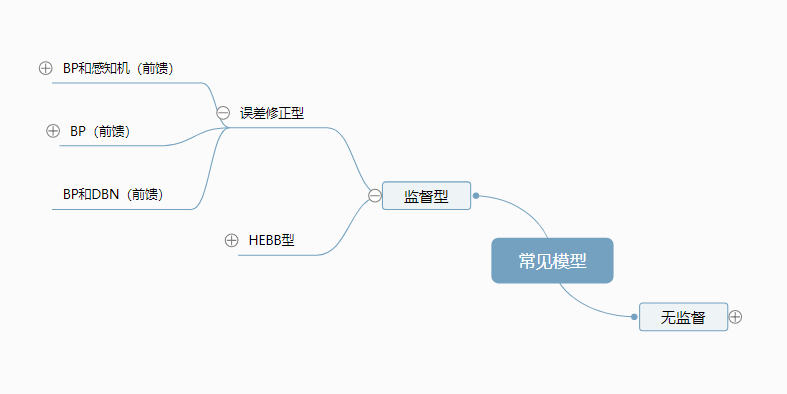 BP和感知机（前馈）
误差修正型
BP（前馈）
监督型
BP和DBN（前馈）
HEBB型
常见模型
无监督